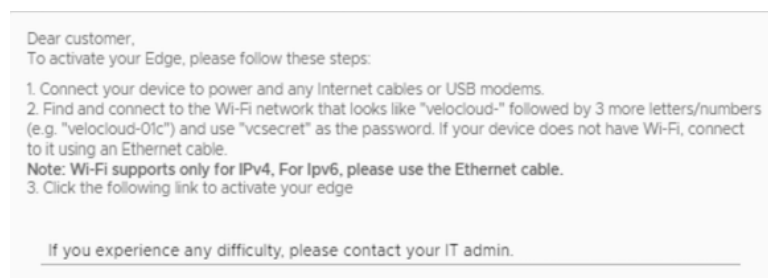 Dear customer,
To activate your Edge, please follow these steps:
1. Connect your device to power and any Internet cables or USB modems.
2. Find and connect to the Wi-Fi network that looks like "velocloud-" followed by 3 more letters/numbers
(e.g. "velocloud-01c") and use "vcsecret" as the password. If your device does not have Wi-Fi, connect
to it using an Ethernet cable.
Note: Wi-Fi supports only for IPv4, For Ipv6, please use the Ethernet cable.
3. Click the following link to activate your edge
If you experience any difficulty, please contact your IT admin.